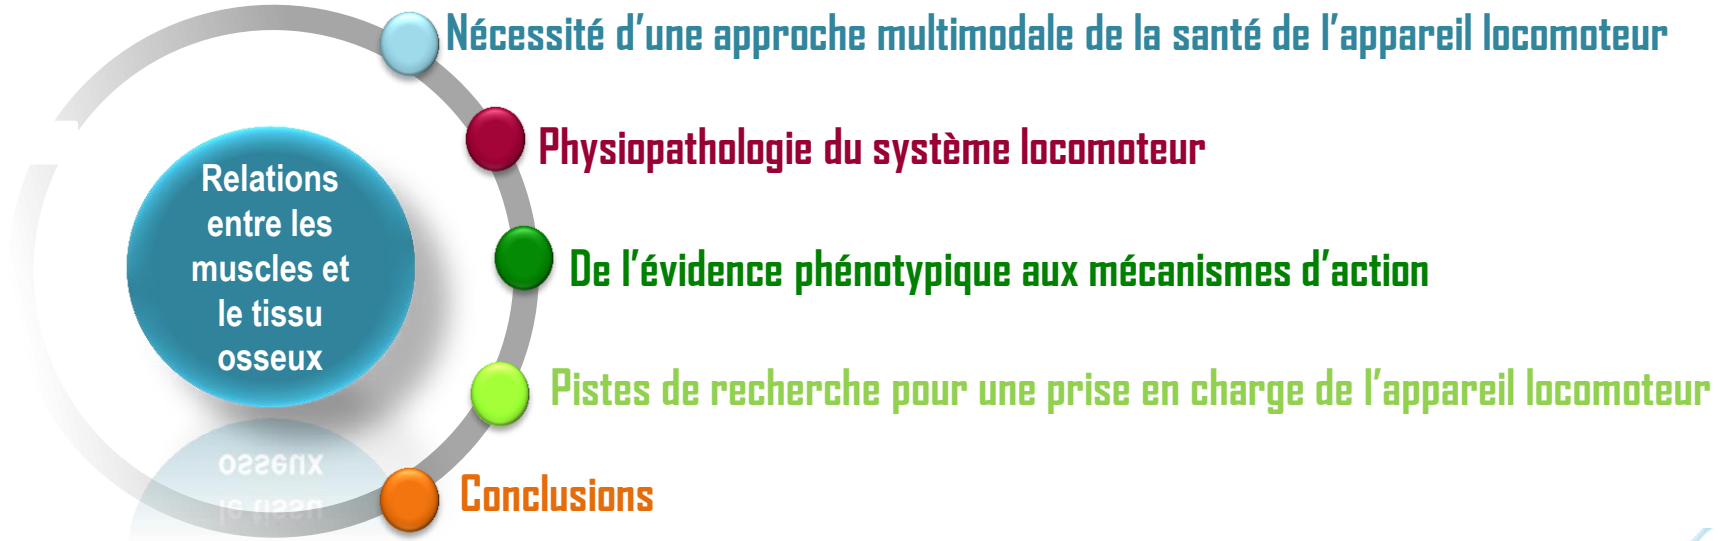 Nécessité d'une approche multimodale de la santé de l'appareil locomoteur
Physiopathologie du système locomoteur
Relations
entre les
muscles et
le tissu
osseux
De l'évidence phénotypique aux mécanismes d'action
Pistes de recherche pour une prise en charge de l'appareil locomoteur
Conclusions